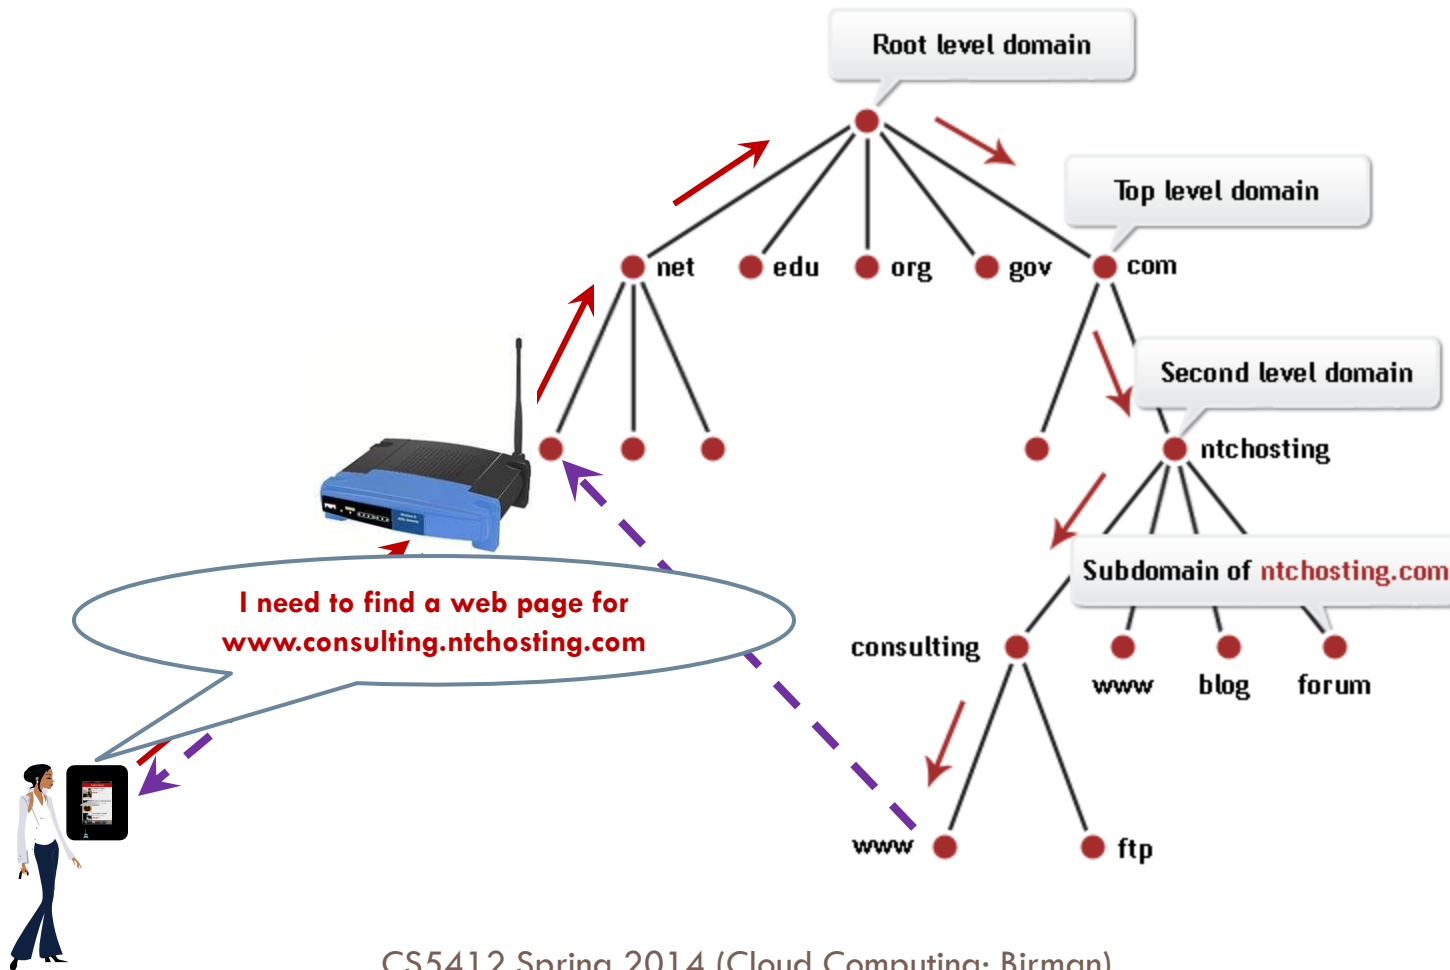 Root level domain
Top level domain
net
edu
org
gov
com
Second level domain
ntchosting
Subdomain of ntchosting.com
I need to find a web page for
www.consulting.ntchosting.com
consulting
www
blog
forum
www
ftp
CS5412 Spring 2014 (Cloud Computing: Birman)